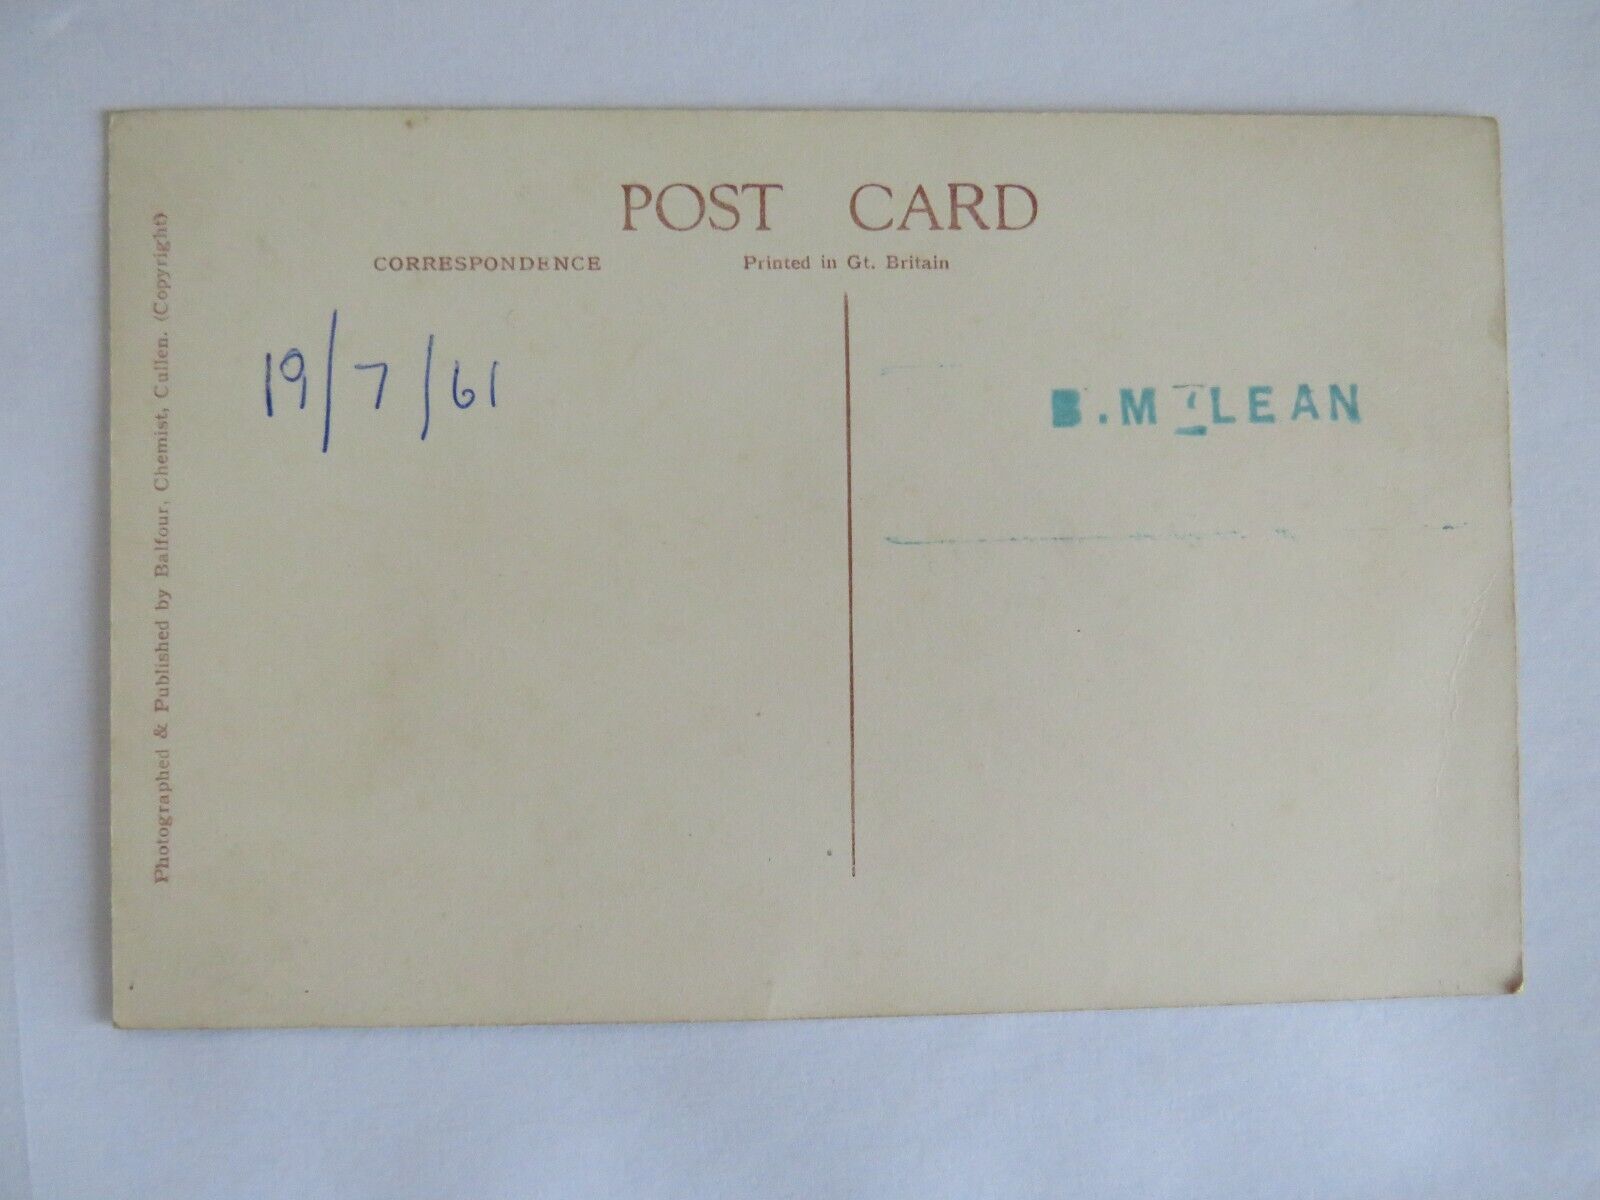 POST CARD
CORRESPONDENCE
Printed in Gt. Britain
Photographed & Published by Balfour, Chemist, Cullen. (Copyright)
19/7/61
B. McLEAN